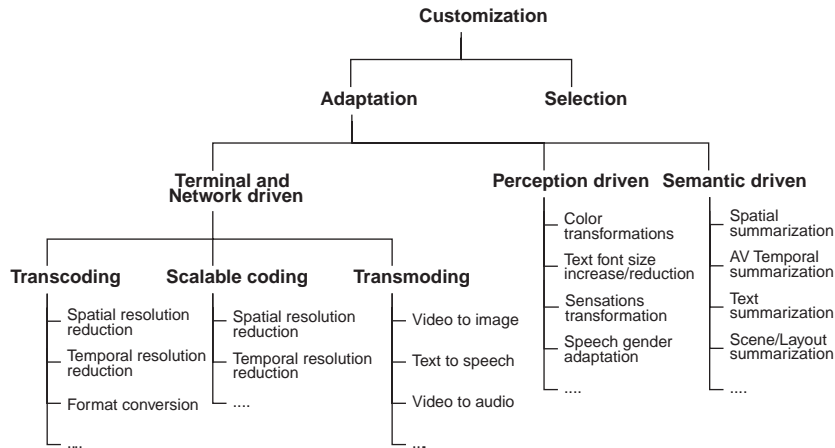 Customization
Adaptation
Selection
Terminal and
Network driven
Perception driven
Semantic driven
Color
transformations
Text font size
increase/reduction
Sensations
transformation
Speech gender
adaptation
....
Spatial
summarization
AV Temporal
summarization
Text
summarization
Scene/Layout
summarization
....
Transcoding
Scalable coding
Transmoding
Spatial resolution
reduction
Temporal resolution
reduction
Format conversion
....
Spatial resolution
reduction
Temporal resolution
reduction
....
Video to image
Text to speech
Video to audio
....